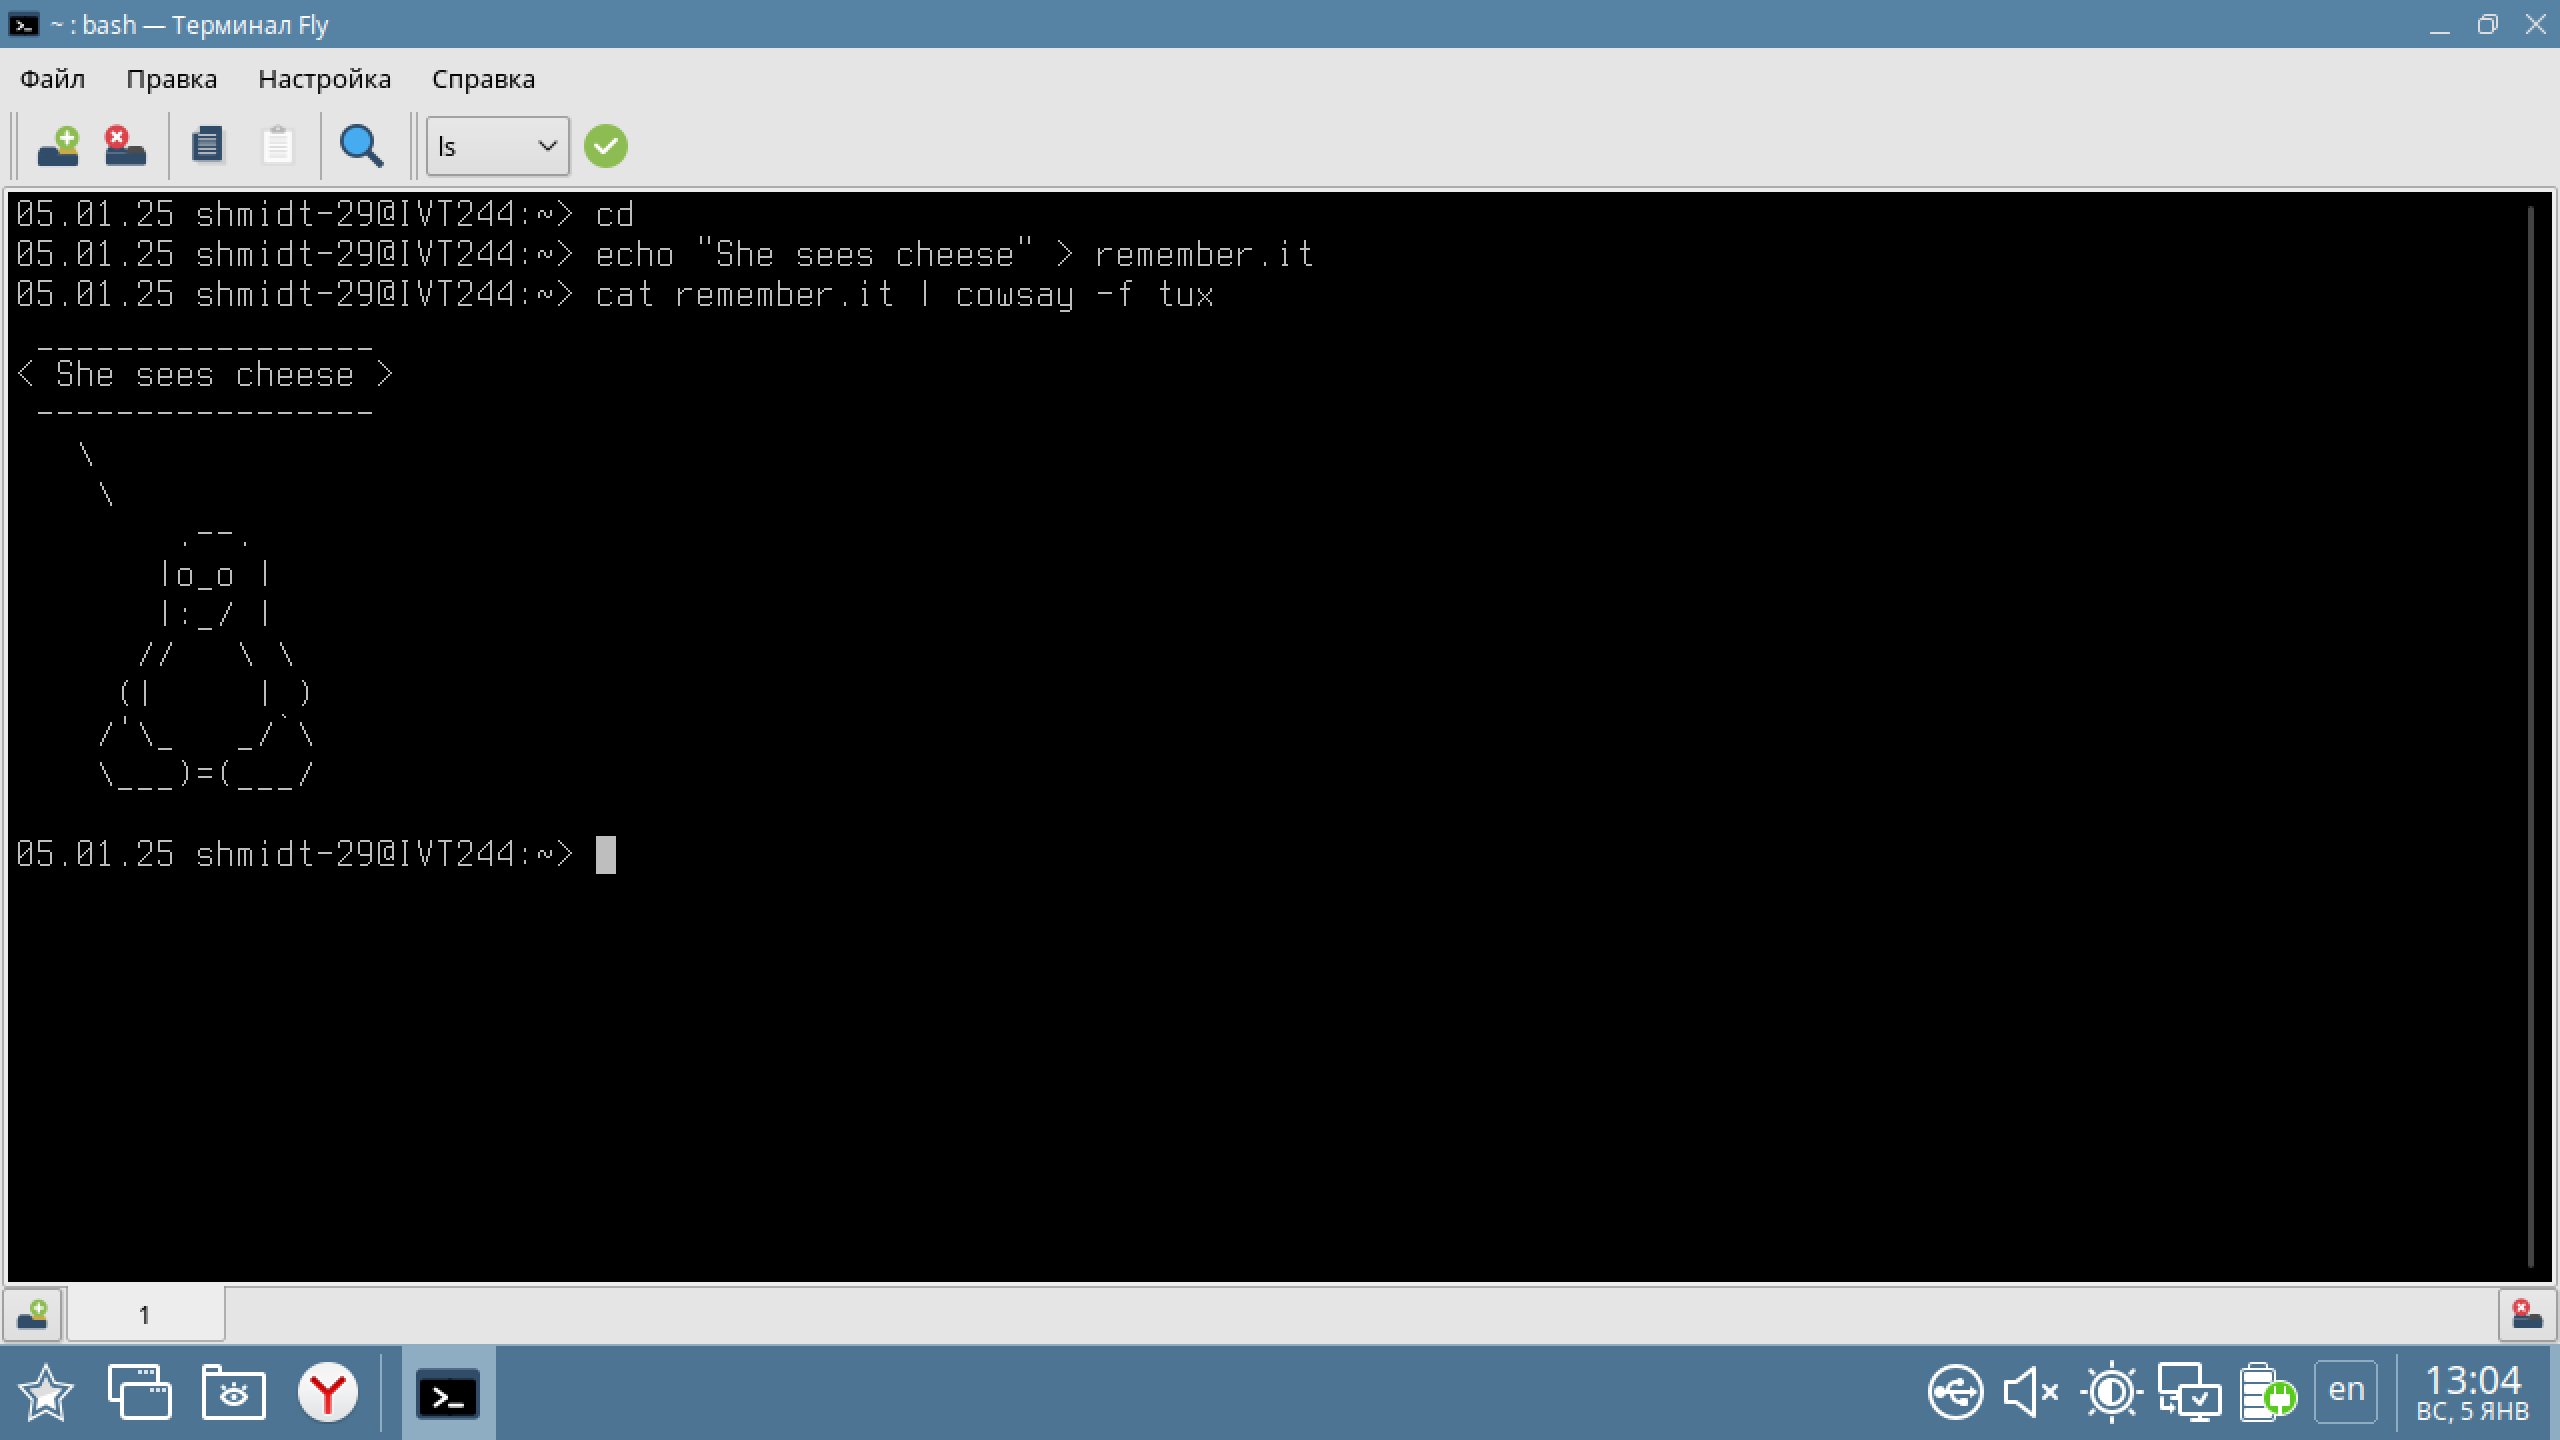 ~ : bash — Терминал Fly
Файл Правка Настройка Справка
ls
05.01.25 shmidt-29@IVT244:~> cd
05.01.25 shmidt-29@IVT244:~> echo "She sees cheese" > remember.it
05.01.25 shmidt-29@IVT244:~> cat remember.it | cowsay -f tux
 _________________
< She sees cheese >
 -----------------
   \
    \
        .--.
       |o_o |
       |:_/ |
      //   \ \
     (|     | )
    /'\_   _/`\
    \___)=(___/
05.01.25 shmidt-29@IVT244:~>
1
en
13:04
ВС, 5 ЯНВ